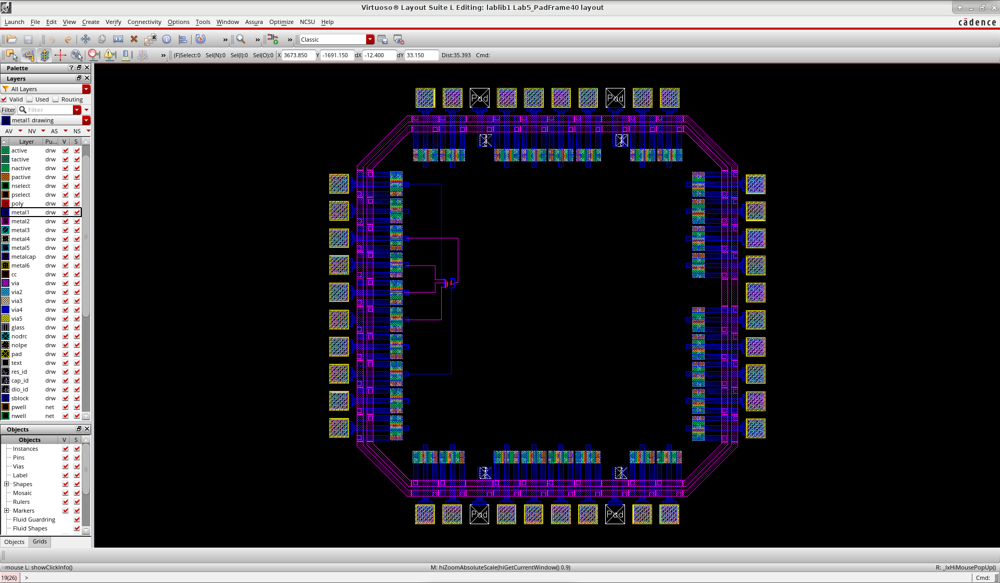 Virtuoso® Layout Suite L Editing: lablib1 Lab5_PadFrame40 layout
Launch File Edit View Create Verify Connectivity Options Tools Window Assura Optimize NCSU Help
cādence
R
» » » Classic
» (F)Select:0 Sel(N):0 Sel(I):0 Sel(O):0 X 3673.850 Y -1691.150 dX -12.400 dY 33.150 Dist:35.393 Cmd:
Palette ?
Layers
All Layers
Valid Used Routing
Filter Filter
metal1 drawing
AV NV AS NS
Layer Pu... V S
active drw
tactive drw
nactive drw
pactive drw
nselect drw
pselect drw
poly drw
metal1 drw
metal2 drw
metal3 drw
metal4 drw
metal5 drw
metalcap drw
metal6 drw
cc drw
via drw
via2 drw
via3 drw
via4 drw
via5 drw
glass drw
nodrc drw
nolpe drw
pad drw
text drw
res_id drw
cap_id drw
dio_id drw
sblock drw
pwell net
nwell net
Objects
Objects V S
Instances
Pins
Vias
Label
Shapes
Mosaic
Rulers
Markers
Fluid Guardring
Fluid Shapes
Objects Grids
Pad Pad
Pad Pad
mouse L: showClickInfo() M: hiZoomAbsoluteScale(hiGetCurrentWindow() 0.9) R: _lxHiMousePopUp()
19(26) > Cmd: